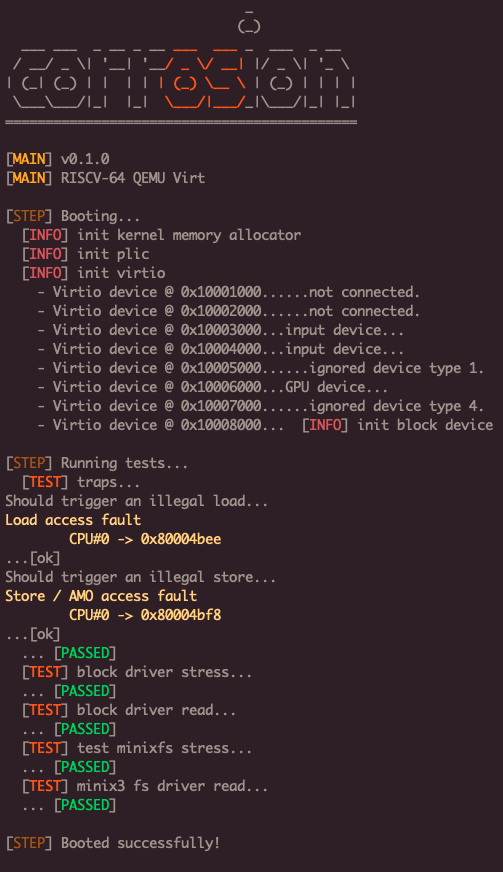 corrosion
[MAIN] v0.1.0
[MAIN] RISCV-64 QEMU Virt
[STEP] Booting...
[INFO] init kernel memory allocator
[INFO] init plic
[INFO] init virtio
- Virtio device @ 0x10001000......not connected.
- Virtio device @ 0x10002000......not connected.
- Virtio device @ 0x10003000...input device...
- Virtio device @ 0x10004000...input device...
- Virtio device @ 0x10005000......ignored device type 1.
- Virtio device @ 0x10006000...GPU device...
- Virtio device @ 0x10007000......ignored device type 4.
- Virtio device @ 0x10008000...  [INFO] init block device
[STEP] Running tests...
[TEST] traps...
Should trigger an illegal load...
Load access fault
CPU#0 -> 0x80004bee
...[ok]
Should trigger an illegal store...
Store / AMO access fault
CPU#0 -> 0x80004bf8
...[ok]
... [PASSED]
[TEST] block driver stress...
... [PASSED]
[TEST] block driver read...
... [PASSED]
[TEST] test minixfs stress...
... [PASSED]
[TEST] minix3 fs driver read...
... [PASSED]
[STEP] Booted successfully!